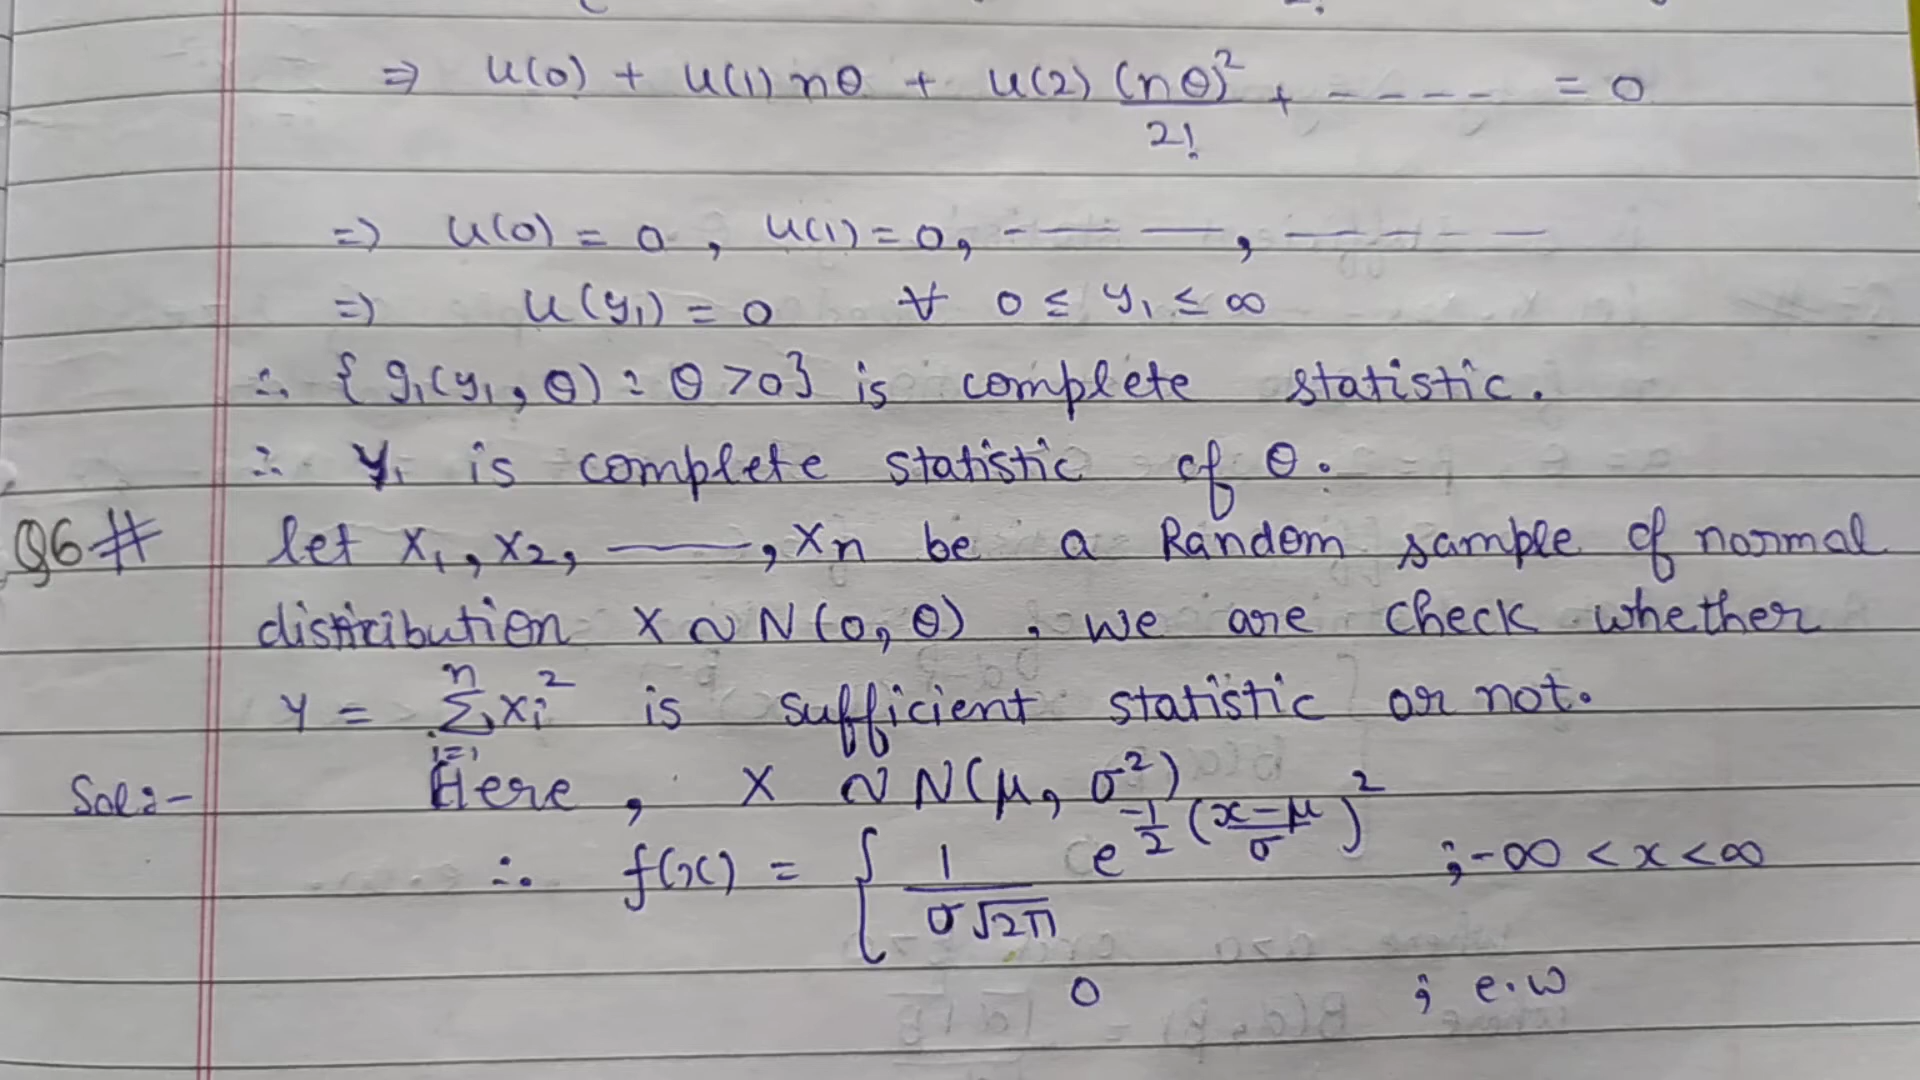 ⇒ u(0) + u(1) nθ + u(2) (nθ)²/2! + - - - - = 0
⇒ u(0) = 0 , u(1) = 0, - — — —, — — — - —
⇒ u(y₁) = 0 ∀ 0 ≤ y₁ ≤ ∞
∴ {g₁(y₁, θ) : θ > 0} is complete statistic.
∴ Y₁ is complete statistic of θ.
Q6# let X₁, X₂, ——, Xn be a Random sample of normal
distribution X ~ N(0, θ) , we are check whether
Y = ∑ᵢ₌₁ⁿ Xᵢ² is sufficient statistic or not.
Sol:- Here, X ~ N(μ, σ²)
∴ f(x) = { 1/(σ√2π) e^(-1/2 ((x-μ)/σ)²) ; -∞ < x < ∞
0 ; e.w